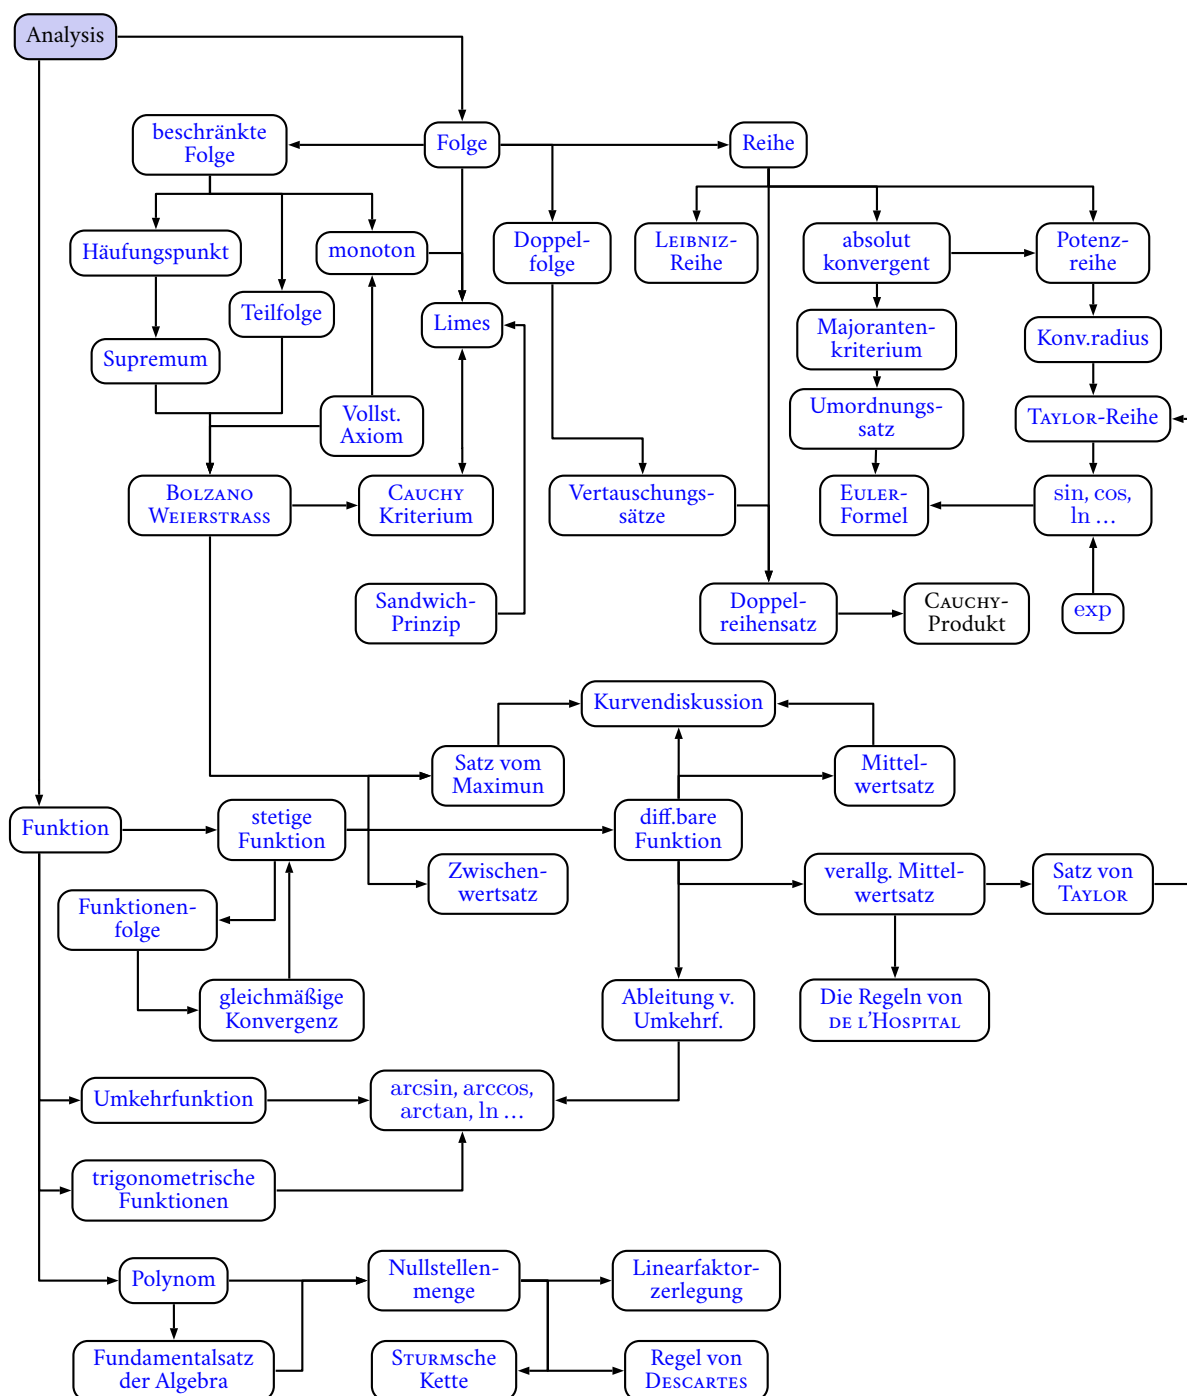 Analysis
beschränkte
Folge
Folge
Reihe
Häufungspunkt
monoton
Doppel-
folge
LEIBNIZ-
Reihe
absolut
konvergent
Potenz-
reihe
Teilfolge
Limes
Supremum
Majoranten-
kriterium
Konv.radius
Vollst.
Axiom
Umordnungs-
satz
TAYLOR-Reihe
BOLZANO
WEIERSTRASS
CAUCHY
Kriterium
Vertauschungs-
sätze
EULER-
Formel
sin, cos,
ln ...
Sandwich-
Prinzip
Doppel-
reihensatz
CAUCHY-
Produkt
exp
Kurvendiskussion
Satz vom
Maximun
Mittel-
wertsatz
Funktion
stetige
Funktion
diff.bare
Funktion
Zwischen-
wertsatz
verallg. Mittel-
wertsatz
Satz von
TAYLOR
Funktionen-
folge
gleichmäßige
Konvergenz
Ableitung v.
Umkehrf.
Die Regeln von
DE L'HOSPITAL
Umkehrfunktion
arcsin, arccos,
arctan, ln ...
trigonometrische
Funktionen
Polynom
Nullstellen-
menge
Linearfaktor-
zerlegung
Fundamentalsatz
der Algebra
STURMsche
Kette
Regel von
DESCARTES